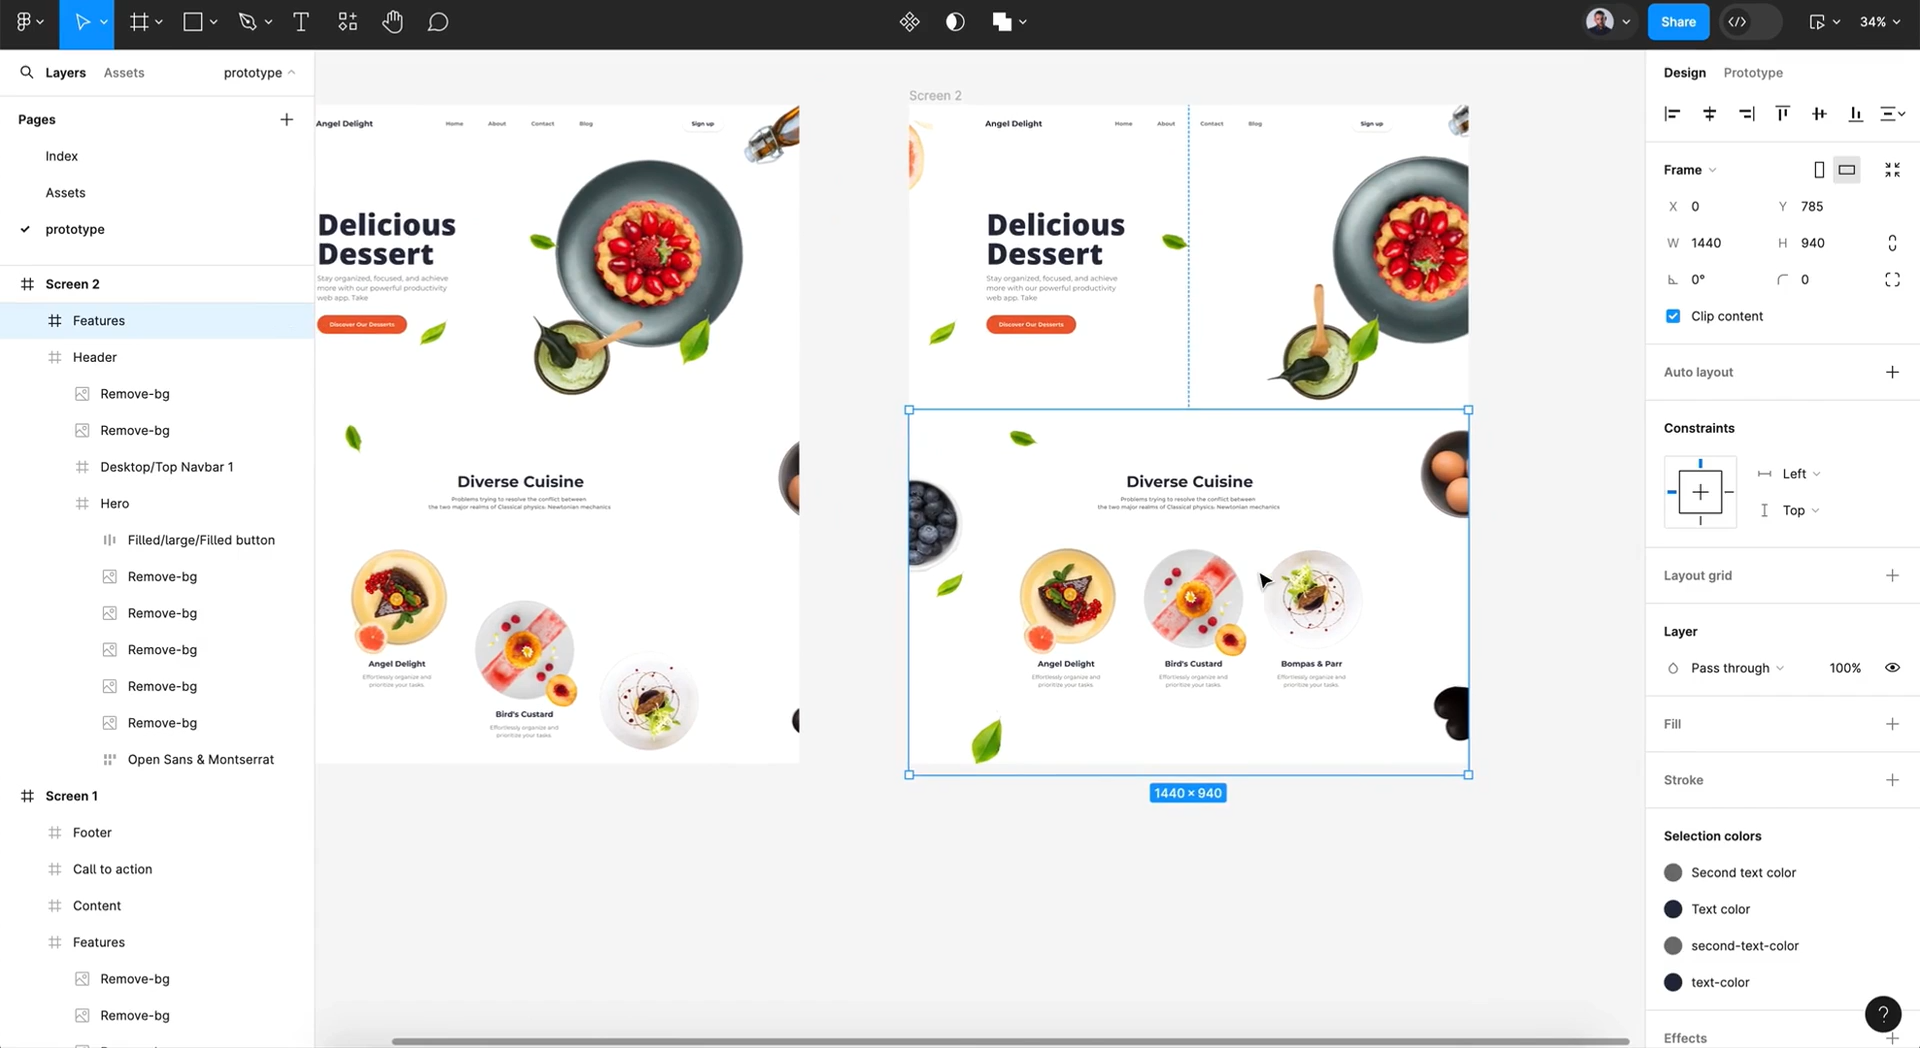 Share
34%
Layers
Assets
prototype
Pages
Index
Assets
prototype
Screen 2
Features
Header
Remove-bg
Remove-bg
Desktop/Top Navbar 1
Hero
Filled/large/Filled button
Remove-bg
Remove-bg
Remove-bg
Remove-bg
Remove-bg
Open Sans & Montserrat
Screen 1
Footer
Call to action
Content
Features
Remove-bg
Remove-bg
Angel Delight
Home
About
Contact
Blog
Sign up
Delicious
Dessert
Stay organized, focused, and achieve
more with our powerful productivity
web app. Take
Discover Our Desserts
Diverse Cuisine
Problems trying to resolve the conflict between
the two major realms of Classical physics: Newtonian mechanics
Angel Delight
Effortlessly organize and
prioritize your tasks.
Bird's Custard
Effortlessly organize and
prioritize your tasks.
Screen 2
Angel Delight
Home
About
Contact
Blog
Sign up
Delicious
Dessert
Stay organized, focused, and achieve
more with our powerful productivity
web app. Take
Discover Our Desserts
Diverse Cuisine
Problems trying to resolve the conflict between
the two major realms of Classical physics: Newtonian mechanics
Angel Delight
Effortlessly organize and
prioritize your tasks.
Bird's Custard
Effortlessly organize and
prioritize your tasks.
Bompas & Parr
Effortlessly organize and
prioritize your tasks.
1440 × 940
Design
Prototype
Frame
X 0
Y 785
W 1440
H 940
0°
0
Clip content
Auto layout
Constraints
Left
Top
Layout grid
Layer
Pass through
100%
Fill
Stroke
Selection colors
Second text color
Text color
second-text-color
text-color
Effects
?